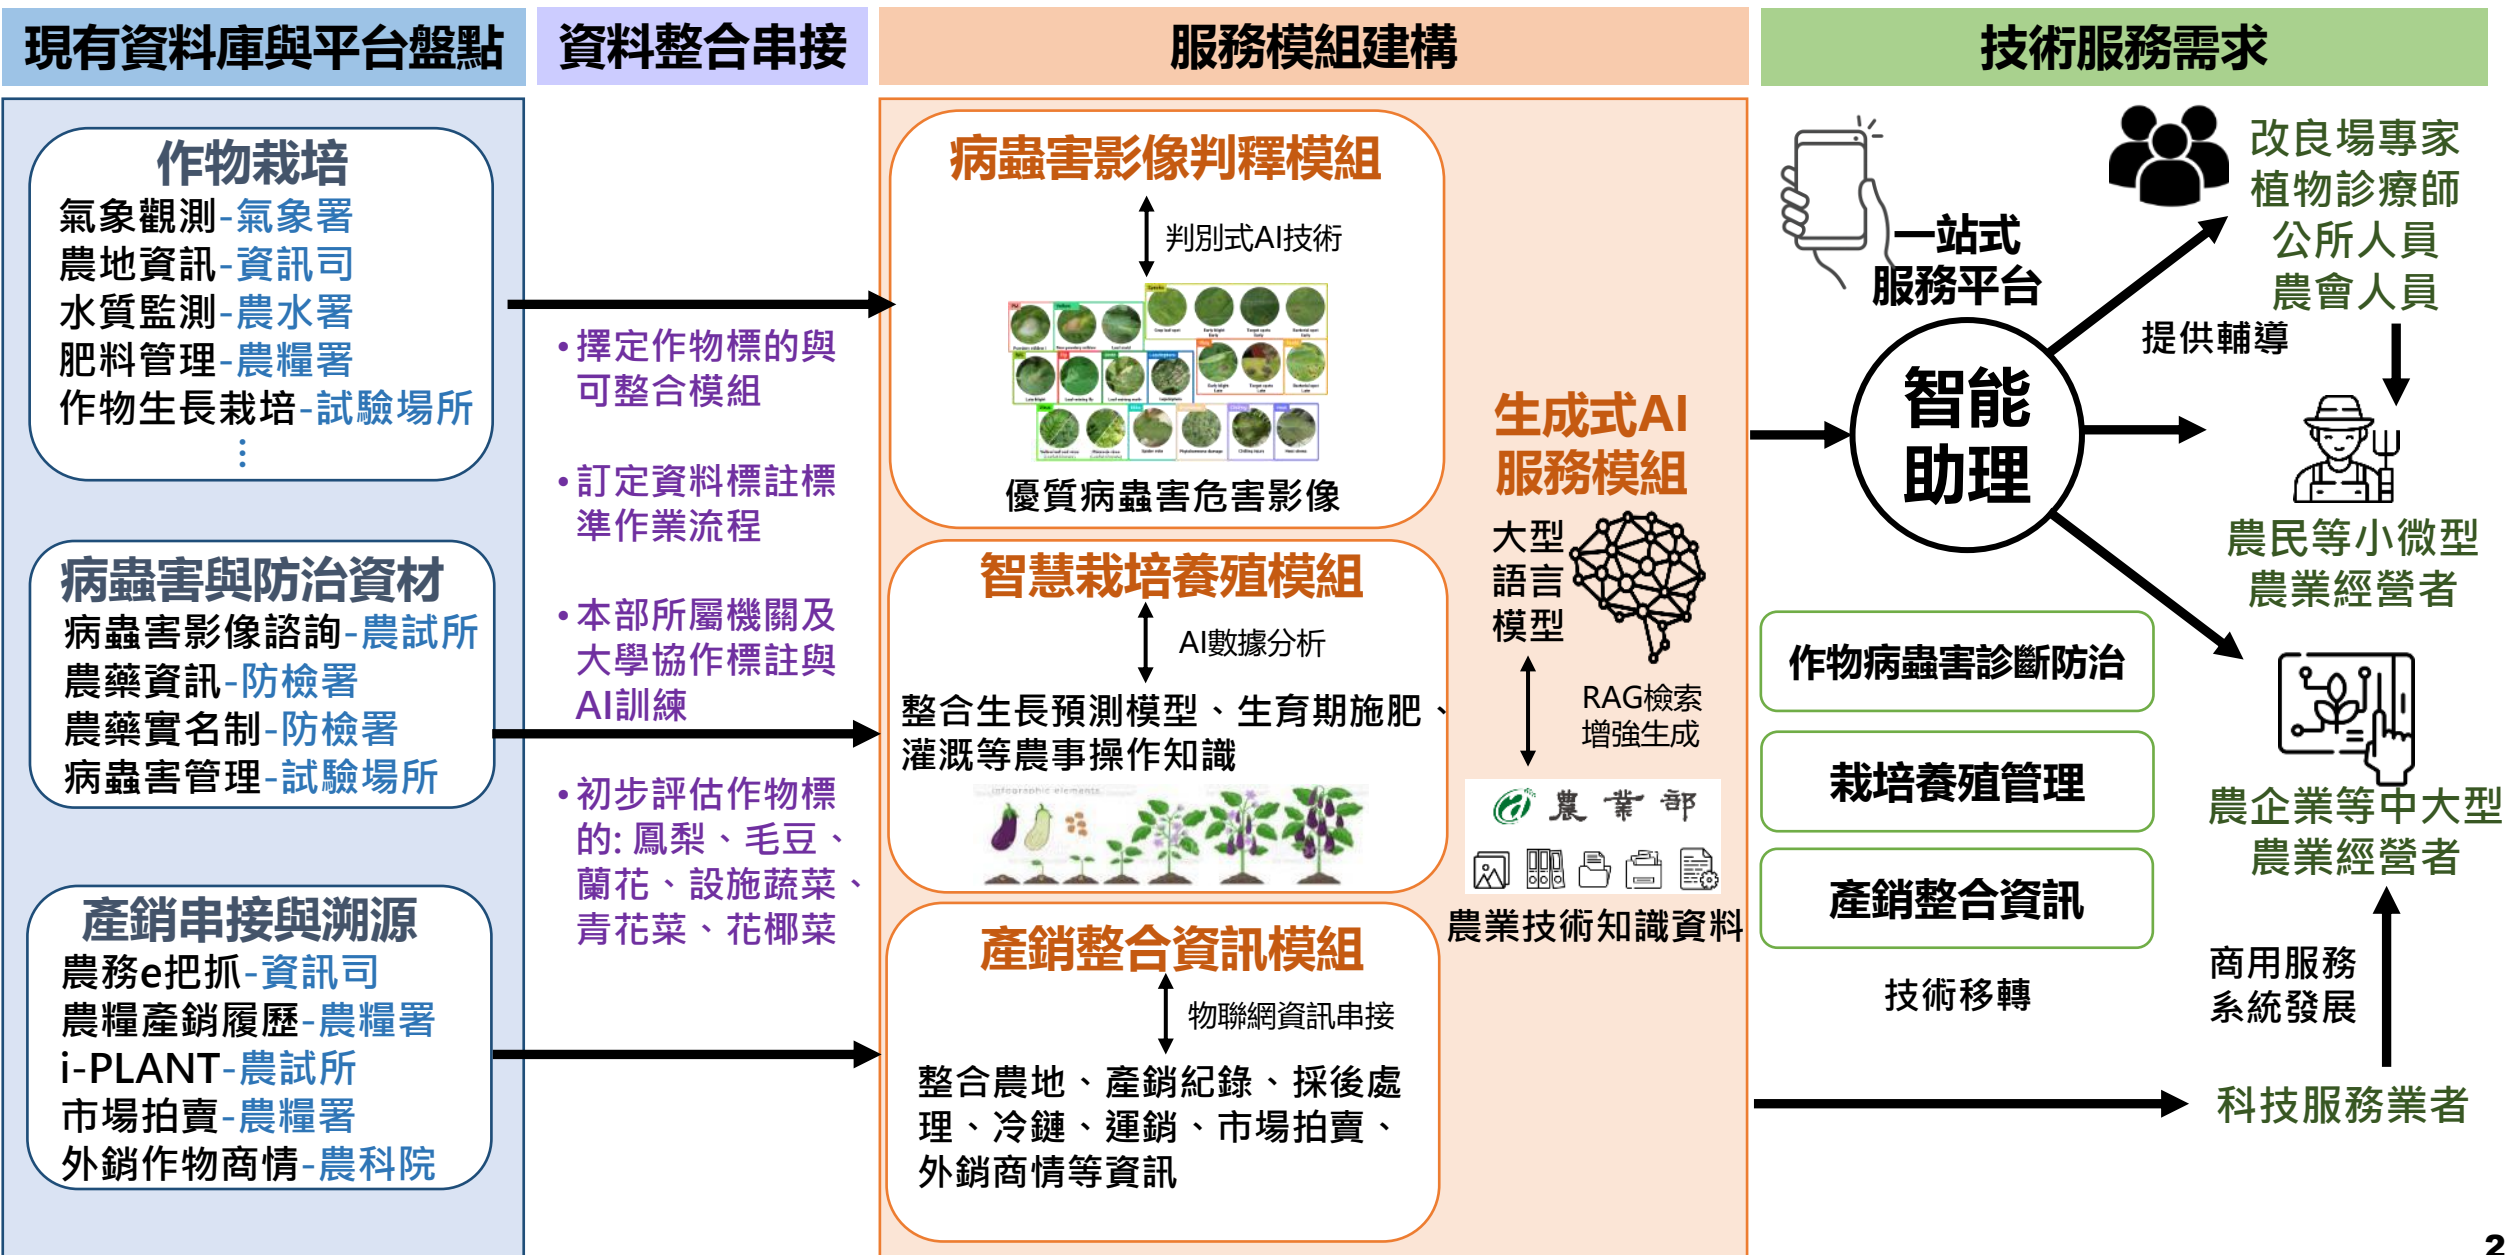 現有資料庫與平台盤點
資料整合串接
服務模組建構
技術服務需求
作物栽培
氣象觀測-氣象署
農地資訊-資訊司
水質監測-農水署
肥料管理-農糧署
作物生長栽培-試驗場所
⋮
病蟲害與防治資材
病蟲害影像諮詢-農試所
農藥資訊-防檢署
農藥實名制-防檢署
病蟲害管理-試驗場所
產銷串接與溯源
農務e把抓-資訊司
農糧產銷履歷-農糧署
i-PLANT-農試所
市場拍賣-農糧署
外銷作物商情-農科院
•擇定作物標的與
可整合模組
•訂定資料標註標
準作業流程
•本部所屬機關及
大學協作標註與
AI訓練
•初步評估作物標
的: 鳳梨、毛豆、
蘭花、設施蔬菜、
青花菜、花椰菜
病蟲害影像判釋模組
判別式AI技術
優質病蟲害危害影像
智慧栽培養殖模組
AI數據分析
整合生長預測模型、生育期施肥、
灌溉等農事操作知識
infographic elements
產銷整合資訊模組
物聯網資訊串接
整合農地、產銷紀錄、採後處
理、冷鏈、運銷、市場拍賣、
外銷商情等資訊
生成式AI
服務模組
大型
語言
模型
RAG檢索
增強生成
農業部
農業技術知識資料
一站式
服務平台
智能
助理
改良場專家
植物診療師
公所人員
農會人員
提供輔導
農民等小微型
農業經營者
作物病蟲害診斷防治
栽培養殖管理
產銷整合資訊
農企業等中大型
農業經營者
技術移轉
商用服務
系統發展
科技服務業者
2